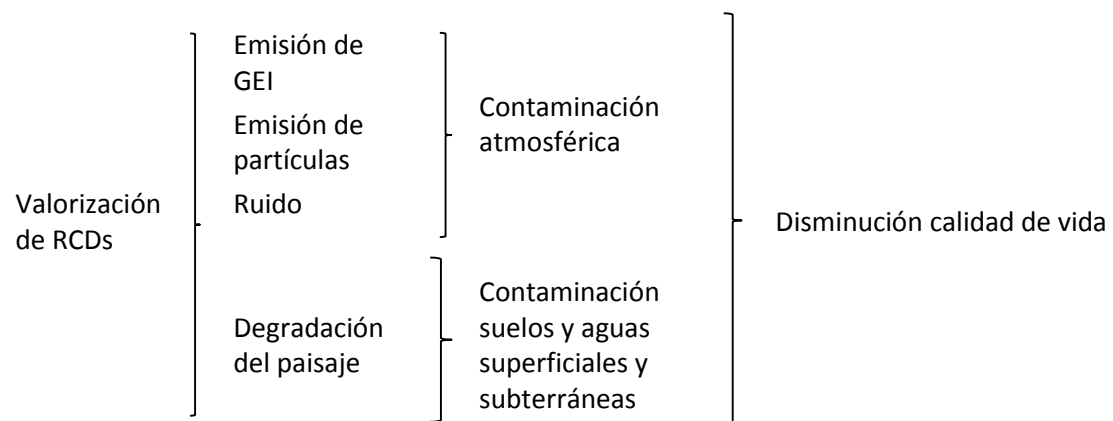 Valorización
de RCDs
Emisión de
GEI
Emisión de
partículas
Ruido
Degradación
del paisaje
Contaminación
atmosférica
Contaminación
suelos y aguas
superficiales y
subterráneas
Disminución calidad de vida